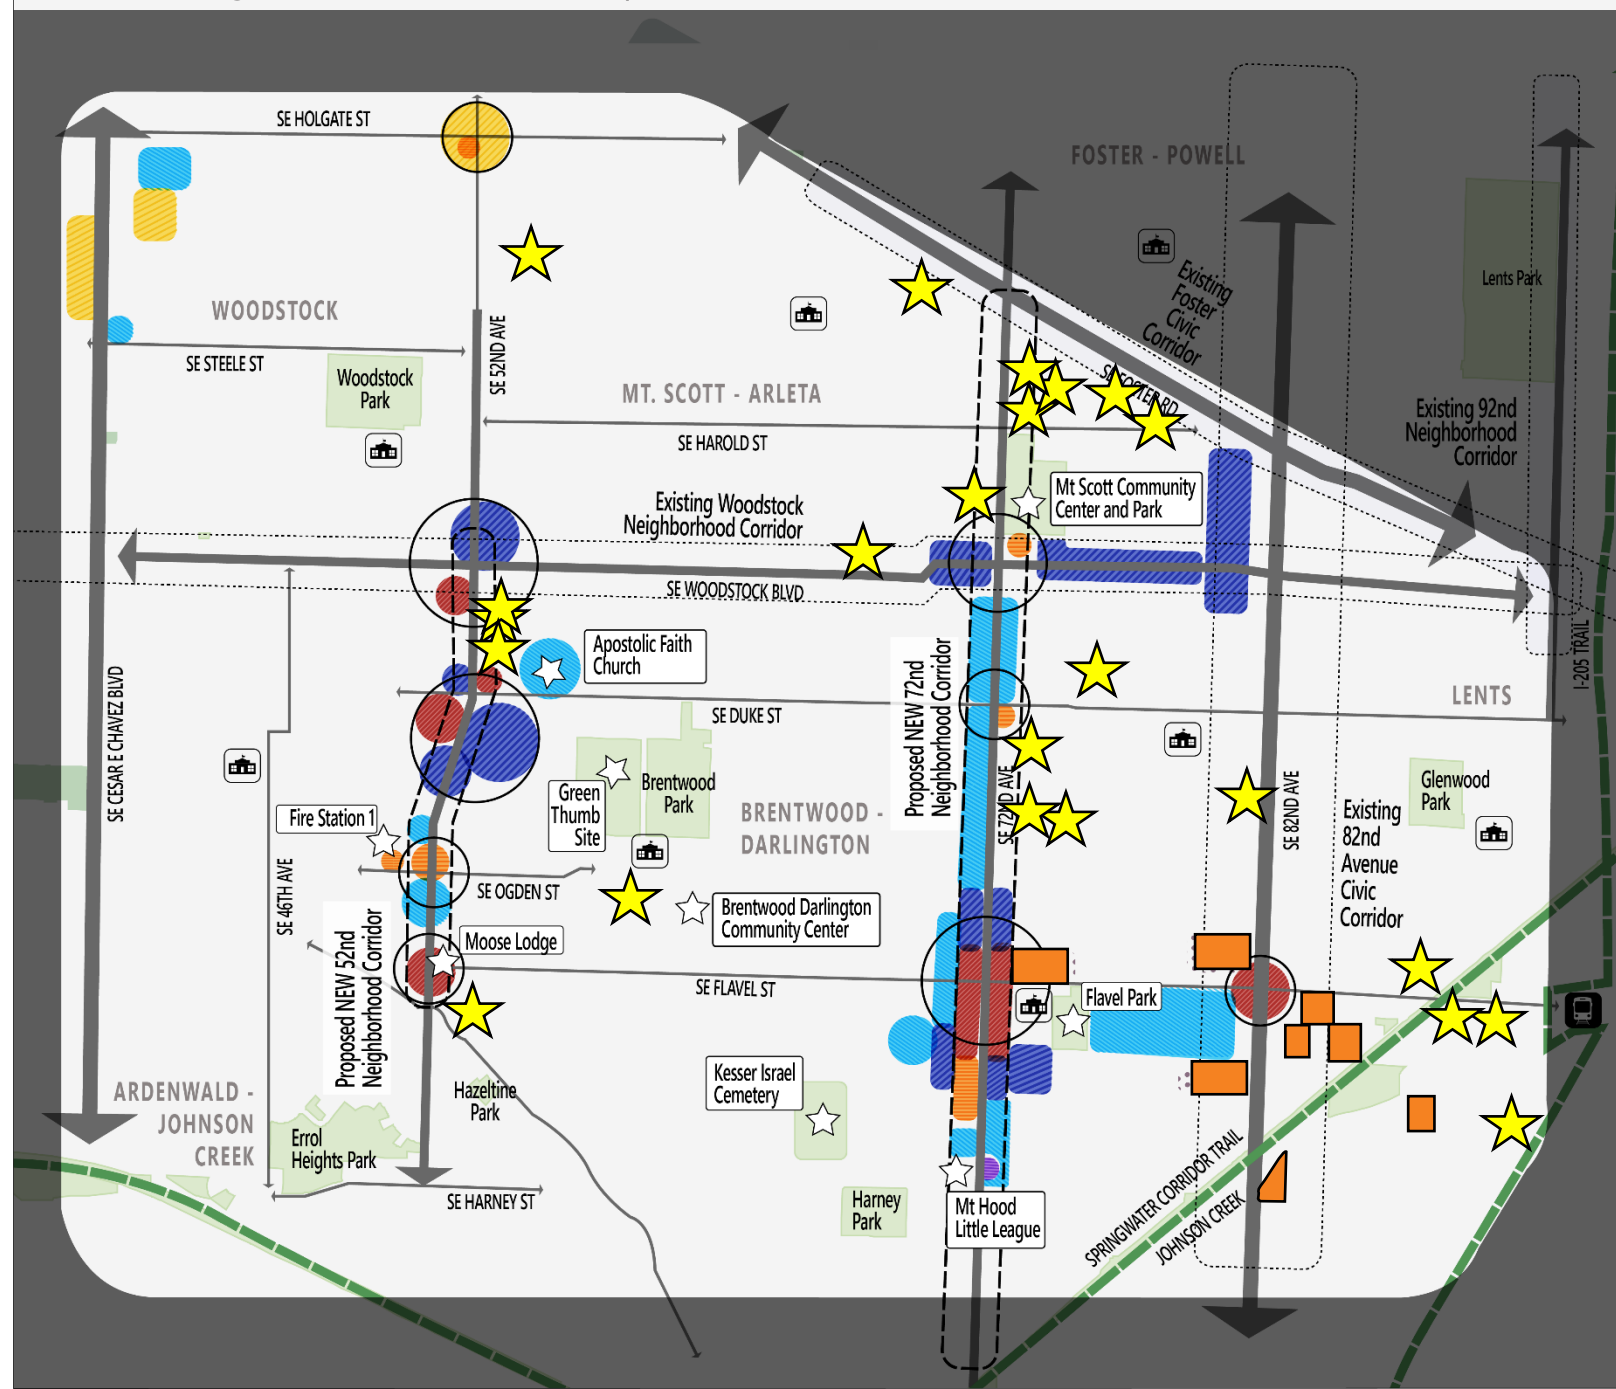 SE HOLGATE ST
FOSTER - POWELL
Existing
Foster
Civic
Corridor
Lents Park
WOODSTOCK
SE STEELE ST
SE 52ND AVE
Woodstock
Park
MT. SCOTT - ARLETA
SE FOSTER RD
SE HAROLD ST
Existing 92nd
Neighborhood
Corridor
Existing Woodstock
Neighborhood Corridor
Mt Scott Community
Center and Park
SE WOODSTOCK BLVD
Apostolic Faith
Church
SE CESAR E CHAVEZ BLVD
SE DUKE ST
Proposed NEW 72nd
Neighborhood Corridor
LENTS
I-205 TRAIL
Green
Thumb
Site
Brentwood
Park
BRENTWOOD -
DARLINGTON
SE 72ND AVE
SE 82ND AVE
Glenwood
Park
Existing
82nd
Avenue
Civic
Corridor
Fire Station 1
SE 46TH AVE
SE OGDEN ST
Brentwood Darlington
Community Center
Proposed NEW 52nd
Neighborhood Corridor
Moose Lodge
SE FLAVEL ST
Flavel Park
Kesser Israel
Cemetery
Hazeltine
Park
ARDENWALD -
JOHNSON
CREEK
Errol
Heights Park
SE HARNEY ST
Harney
Park
Mt Hood
Little League
SPRINGWATER CORRIDOR TRAIL
JOHNSON CREEK